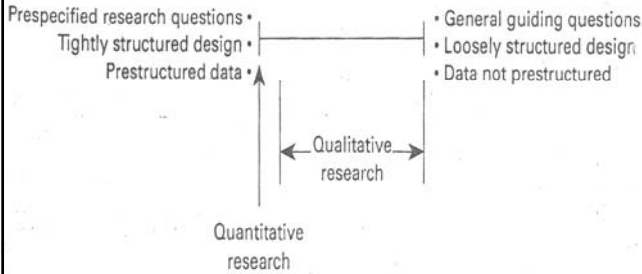 Prespecified research questions •
Tightly structured design •
Prestructured data •
• General guiding questions
• Loosely structured design
• Data not prestructured
Qualitative
research
Quantitative
research